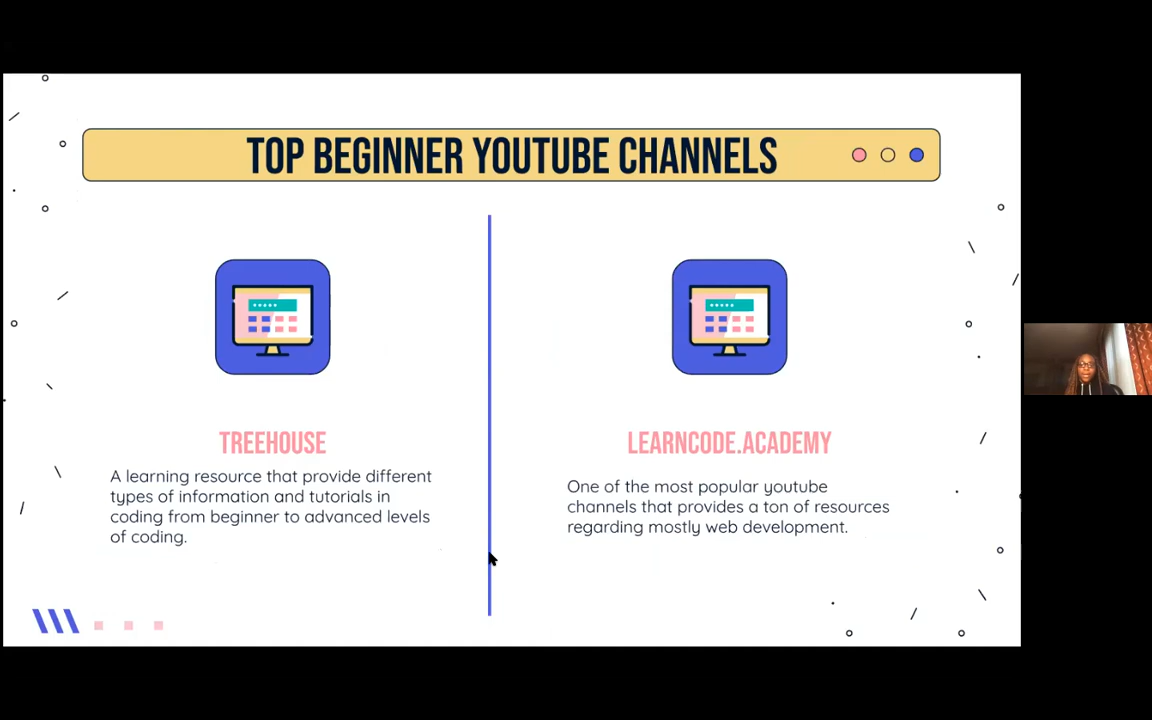 TOP BEGINNER YOUTUBE CHANNELS
TREEHOUSE
A learning resource that provide different
types of information and tutorials in
coding from beginner to advanced levels
of coding.
LEARNCODE.ACADEMY
One of the most popular youtube
channels that provides a ton of resources
regarding mostly web development.